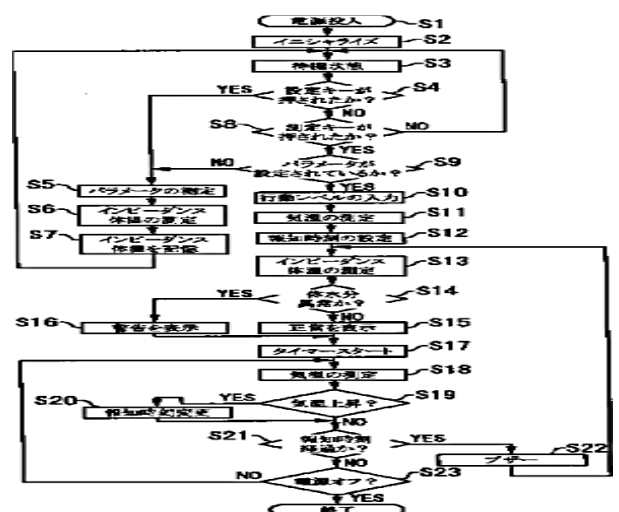 電源投入 S1
イニシャライズ S2
待機状態 S3
YES 設定キーが S4
押されたか?
NO
S8 測定キーが NO
押されたか?
YES
NO パラメータが S9
設定されているか?
YES
S5 パラメータの測定
行動レベルの入力 S10
S6 インピーダンス
体温の測定
気温の測定 S11
S7 インピーダンス
体温を記憶
報知時刻の設定 S12
インピーダンス S13
体温の測定
YES 体水分 S14
異常か?
NO
S16 警告を表示
正常を表示 S15
タイマースタート S17
気温の測定 S18
YES 気温上昇? S19
S20 報知時刻変更
NO
S21 報知時刻 YES
経過か?
ブザー S22
NO
NO 電源オフ? S23
YES
終了